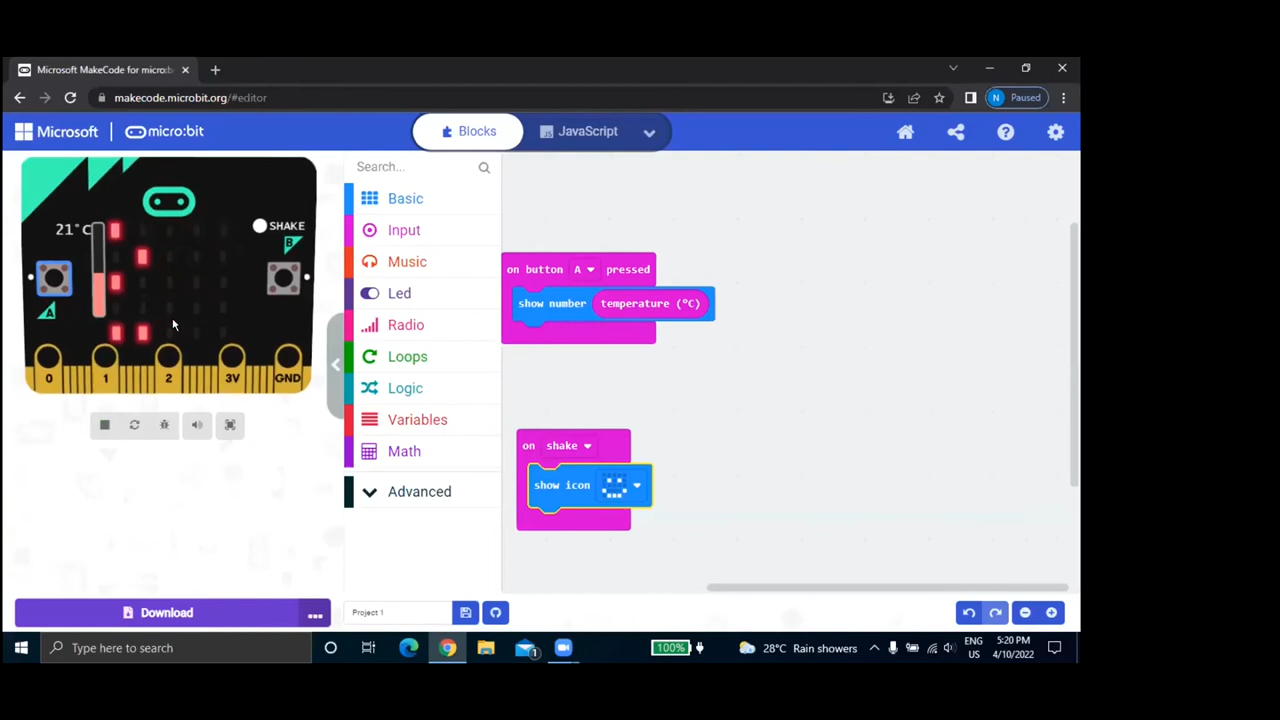 Microsoft MakeCode for micro:b
makecode.microbit.org/#editor
N Paused
Microsoft micro:bit
Blocks
JavaScript
Search...
Basic
Input
Music
Led
Radio
Loops
Logic
Variables
Math
Advanced
21°C
SHAKE
B
A
0 1 2 3V GND
on button A pressed
show number temperature (°C)
on shake
show icon
Download
...
Project 1
Type here to search
1
100%
28°C Rain showers
ENG
US
5:20 PM
4/10/2022